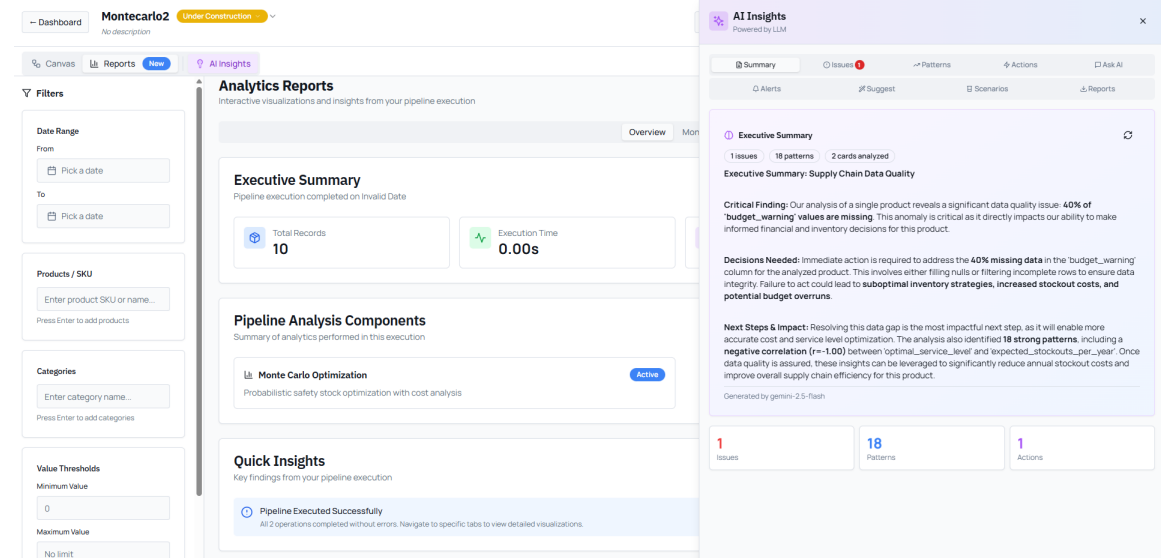 ← Dashboard
Montecarlo2
Under Construction
No description
Canvas
Reports
New
AI Insights
Filters
Date Range
From
Pick a date
To
Pick a date
Products / SKU
Enter product SKU or name...
Press Enter to add products
Categories
Enter category name...
Press Enter to add categories
Value Thresholds
Minimum Value
0
Maximum Value
No limit
Analytics Reports
Interactive visualizations and insights from your pipeline execution
Overview
Executive Summary
Pipeline execution completed on Invalid Date
Total Records
10
Execution Time
0.00s
Pipeline Analysis Components
Summary of analytics performed in this execution
Monte Carlo Optimization
Active
Probabilistic safety stock optimization with cost analysis
Quick Insights
Key findings from your pipeline execution
Pipeline Executed Successfully
All 2 operations completed without errors. Navigate to specific tabs to view detailed visualizations.
AI Insights
Powered by LLM
Summary
Issues 1
Patterns
Actions
Ask AI
Alerts
Suggest
Scenarios
Reports
Executive Summary
1 issues
18 patterns
2 cards analyzed
Executive Summary: Supply Chain Data Quality
Critical Finding: Our analysis of a single product reveals a significant data quality issue: 40% of
'budget_warning' values are missing. This anomaly is critical as it directly impacts our ability to make
informed financial and inventory decisions for this product.
Decisions Needed: Immediate action is required to address the 40% missing data in the 'budget_warning'
column for the analyzed product. This involves either filling nulls or filtering incomplete rows to ensure data
integrity. Failure to act could lead to suboptimal inventory strategies, increased stockout costs, and
potential budget overruns.
Next Steps & Impact: Resolving this data gap is the most impactful next step, as it will enable more
accurate cost and service level optimization. The analysis also identified 18 strong patterns, including a
negative correlation (r=-1.00) between 'optimal_service_level' and 'expected_stockouts_per_year'. Once
data quality is assured, these insights can be leveraged to significantly reduce annual stockout costs and
improve overall supply chain efficiency for this product.
Generated by gemini-2.5-flash
1
Issues
18
Patterns
1
Actions